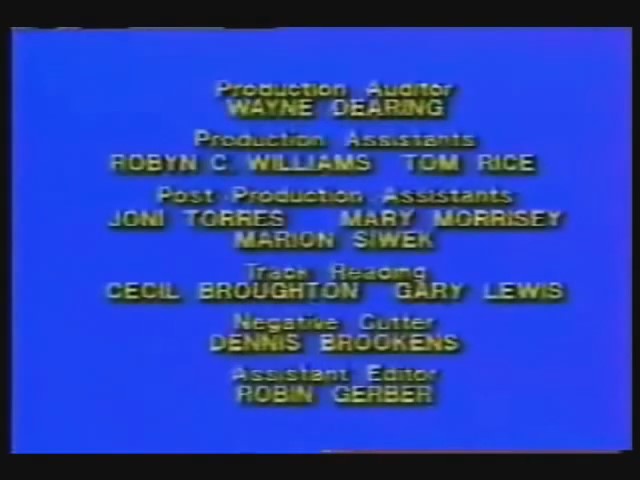 Production Auditor
WAYNE DEARING
Production Assistants
ROBYN C. WILLIAMS TOM RICE
Post Production Assistants
JONI TORRES MARY MORRISEY
MARION SIWEK
Track Reading
CECIL BROUGHTON GARY LEWIS
Negative Cutter
DENNIS BROOKENS
Assistant Editor
ROBIN GERBER